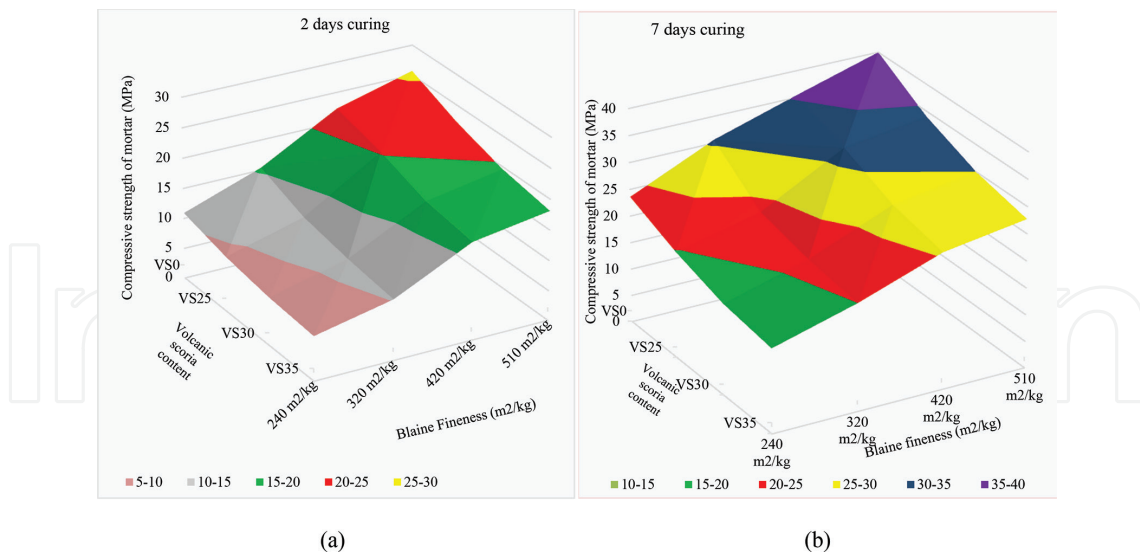 2 days curing
Compressive strength of mortar (MPa)
30
25
20
15
10
5
0
VS0
VS25
VS30
VS35
Volcanic
scoria
content
240 m2/kg
320 m2/kg
420 m2/kg
510 m2/kg
Blaine Fineness (m2/kg)
5-10
10-15
15-20
20-25
25-30
(a)
7 days curing
Compressive strength of mortar (MPa)
40
35
30
25
20
15
10
5
0
VS0
VS25
VS30
VS35
Volcanic
scoria
content
240
m2/kg
320
m2/kg
420
m2/kg
510
m2/kg
Blaine fineness (m2/kg)
10-15
15-20
20-25
25-30
30-35
35-40
(b)